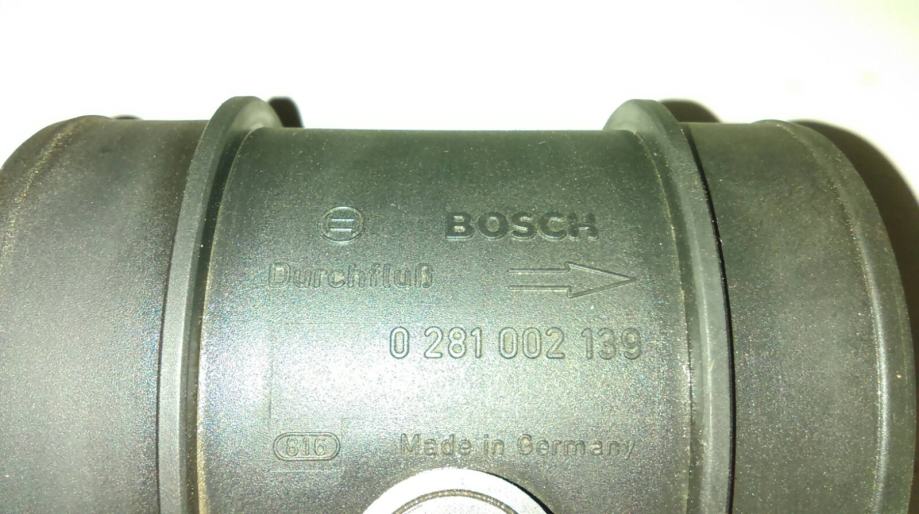 BOSCH
Durchfluß
0 281 002 139
616 Made in Germany